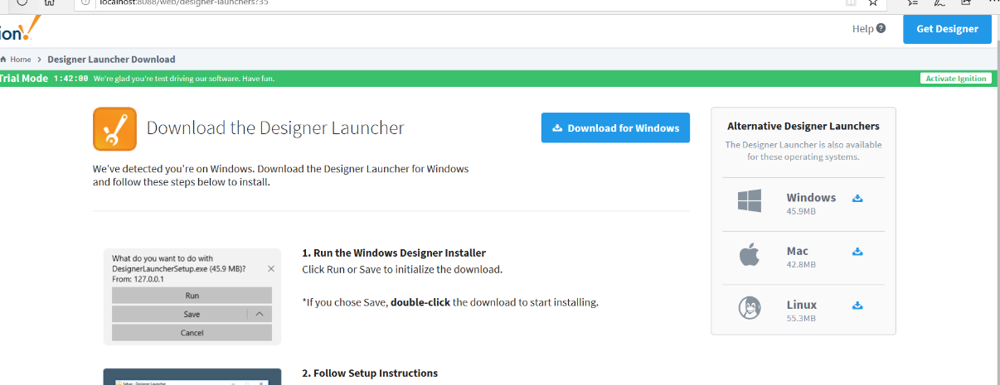 localhost:8088/web/designer-launchers?35
ion!
Help ?
Get Designer
Home > Designer Launcher Download
Trial Mode 1:42:00 We're glad you're test driving our software. Have fun.
Activate Ignition
Download the Designer Launcher
Download for Windows
We've detected you're on Windows. Download the Designer Launcher for Windows
and follow these steps below to install.
Alternative Designer Launchers
The Designer Launcher is also available
for these operating systems.
Windows
45.9MB
Mac
42.8MB
Linux
55.3MB
What do you want to do with
DesignerLauncherSetup.exe (45.9 MB)?
From: 127.0.0.1
Run
Save
Cancel
1. Run the Windows Designer Installer
Click Run or Save to initialize the download.
*If you chose Save, double-click the download to start installing.
Setup - Designer Launcher
2. Follow Setup Instructions